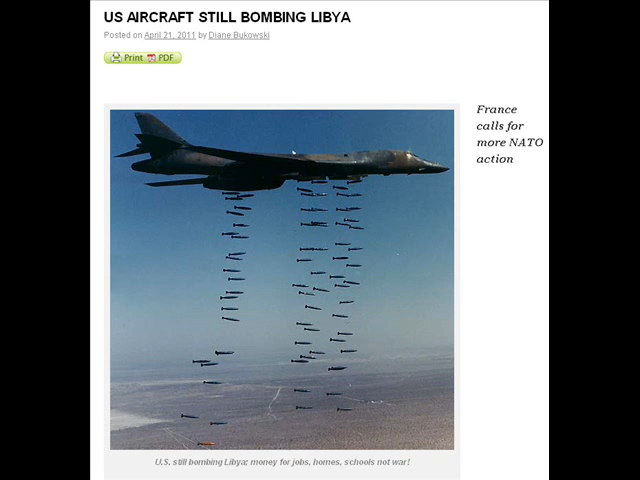 US AIRCRAFT STILL BOMBING LIBYA
Posted on April 21, 2011 by Diane Bukowski
Print PDF
France
calls for
more NATO
action
U.S. still bombing Libya: money for jobs, homes, schools not war!